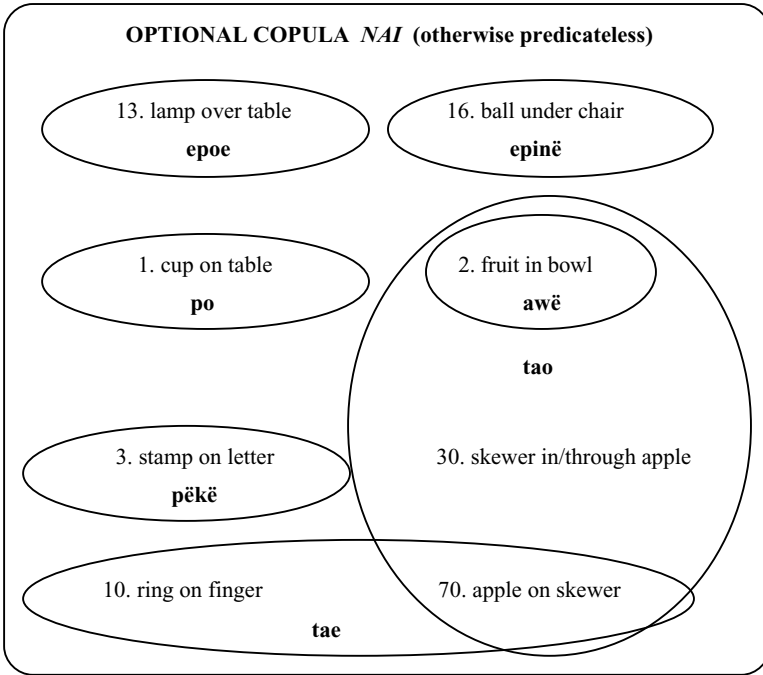 OPTIONAL COPULA NAI (otherwise predicateless)
13. lamp over table
epoe
16. ball under chair
epinë
1. cup on table
po
2. fruit in bowl
awë
tao
3. stamp on letter
pëkë
30. skewer in/through apple
10. ring on finger
70. apple on skewer
tae